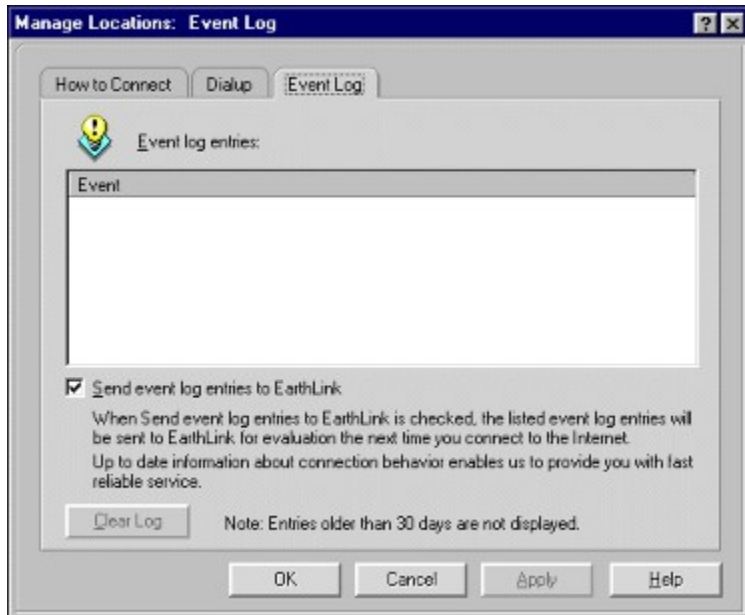 Manage Locations: Event Log
How to Connect
Dialup
Event Log
Event log entries:
Event
Send event log entries to EarthLink
When Send event log entries to EarthLink is checked, the listed event log entries will
be sent to EarthLink for evaluation the next time you connect to the Internet.
Up to date information about connection behavior enables us to provide you with fast
reliable service.
Clear Log
Note: Entries older than 30 days are not displayed.
OK
Cancel
Apply
Help